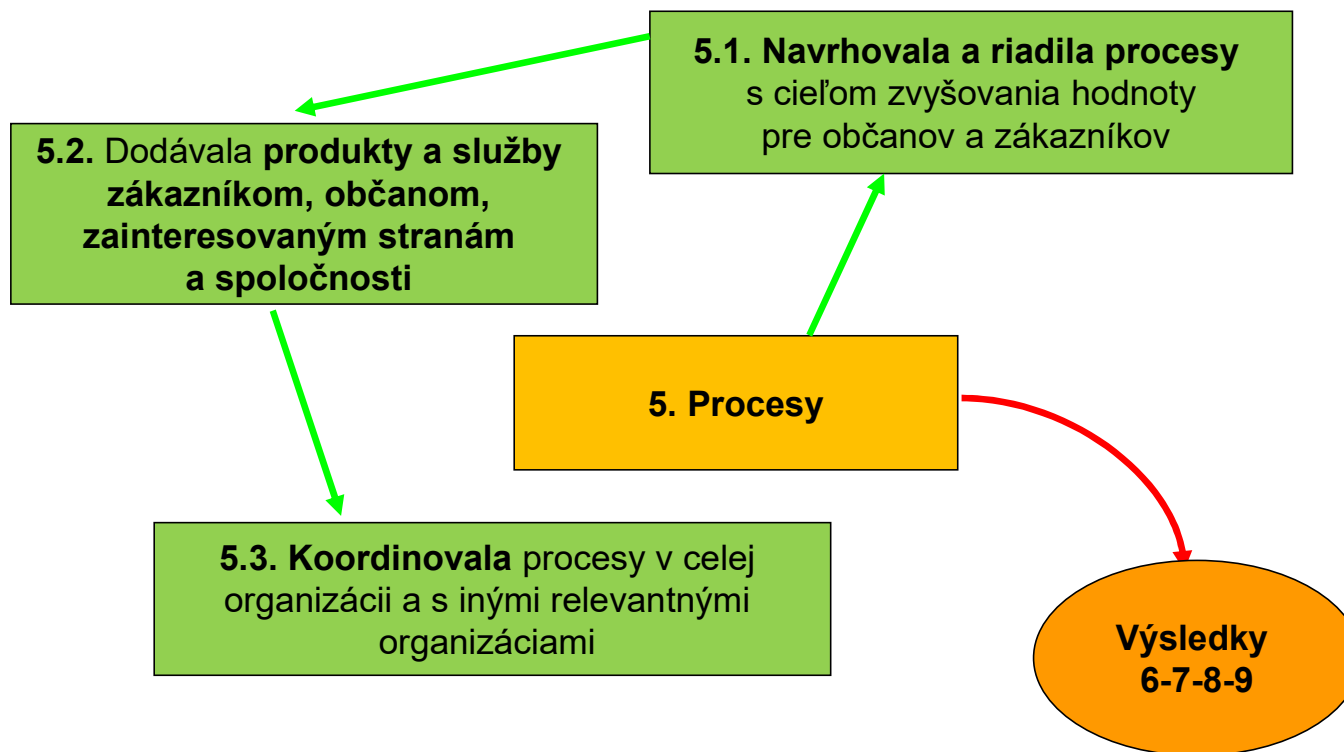 5.1. Navrhovala a riadila procesy
s cieľom zvyšovania hodnoty
pre občanov a zákazníkov
5.2. Dodávala produkty a služby
zákazníkom, občanom,
zainteresovaným stranám
a spoločnosti
5. Procesy
5.3. Koordinovala procesy v celej
organizácii a s inými relevantnými
organizáciami
Výsledky
6-7-8-9